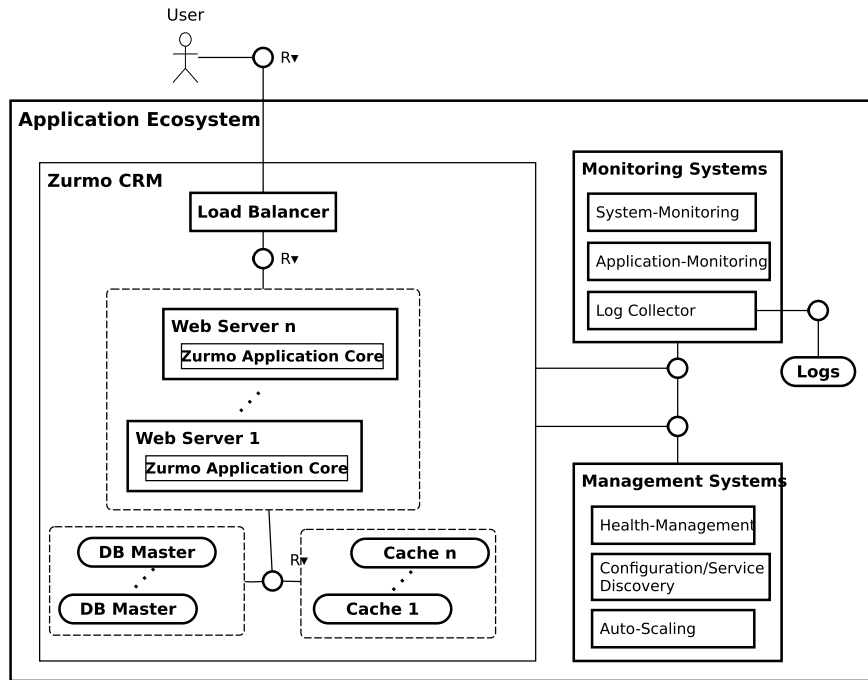 User
R▾
Application Ecosystem
Zurmo CRM
Load Balancer
R▾
Web Server n
Zurmo Application Core
Web Server 1
Zurmo Application Core
DB Master
DB Master
R▾
Cache n
Cache 1
Monitoring Systems
System-Monitoring
Application-Monitoring
Log Collector
Logs
Management Systems
Health-Management
Configuration/Service
Discovery
Auto-Scaling